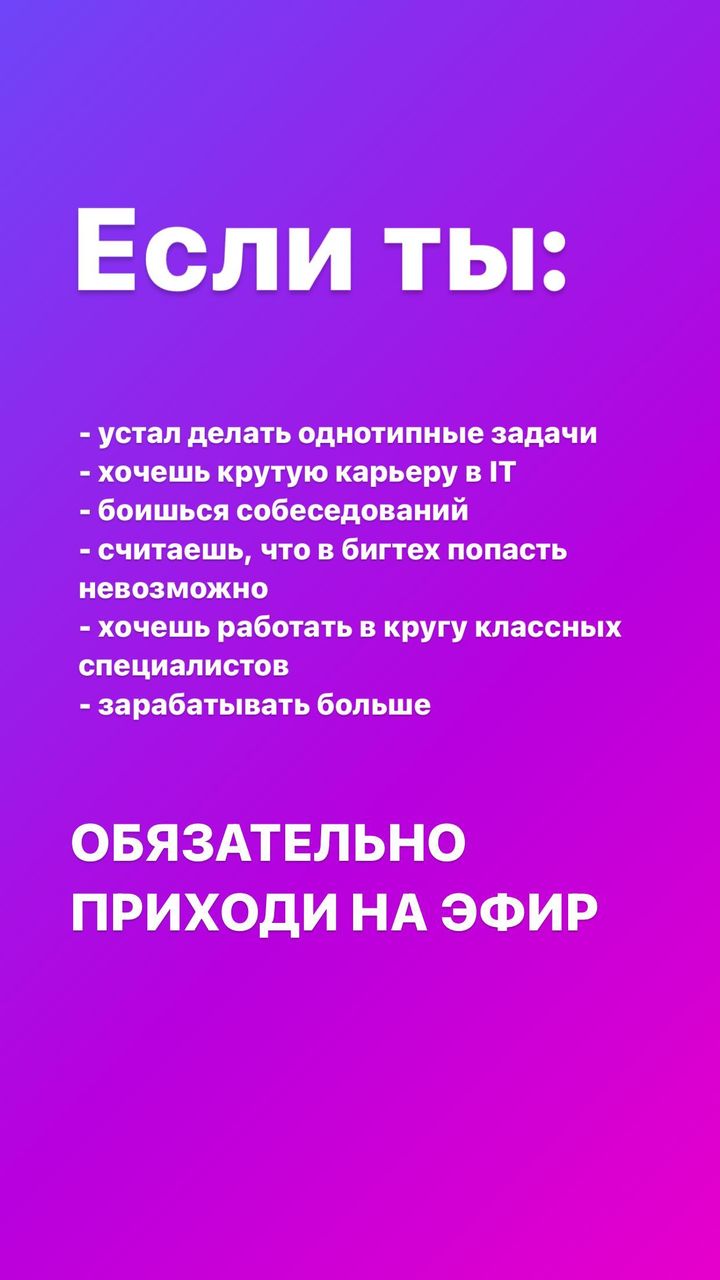 Если ты:
- устал делать однотипные задачи
- хочешь крутую карьеру в IT
- боишься собеседований
- считаешь, что в бигтех попасть
невозможно
- хочешь работать в кругу классных
специалистов
- зарабатывать больше
ОБЯЗАТЕЛЬНО
ПРИХОДИ НА ЭФИР